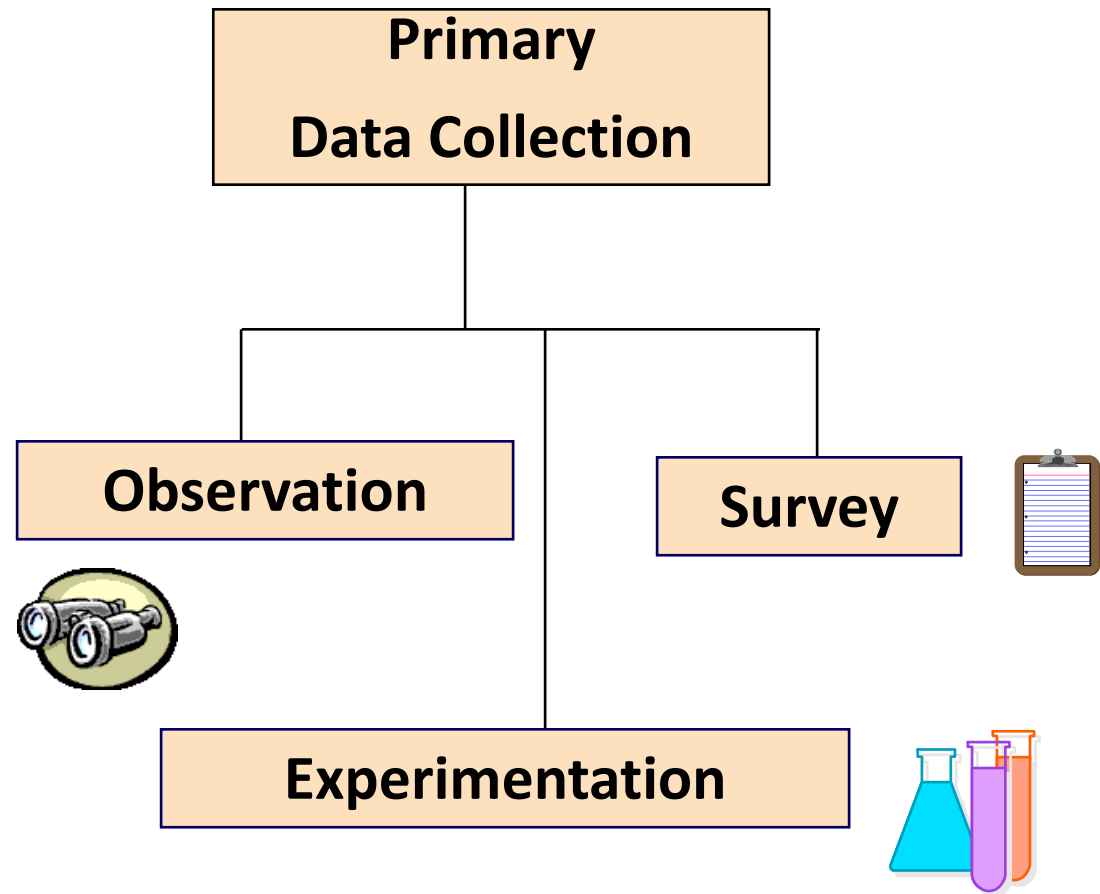 Primary
Data Collection
Observation
Survey
Experimentation